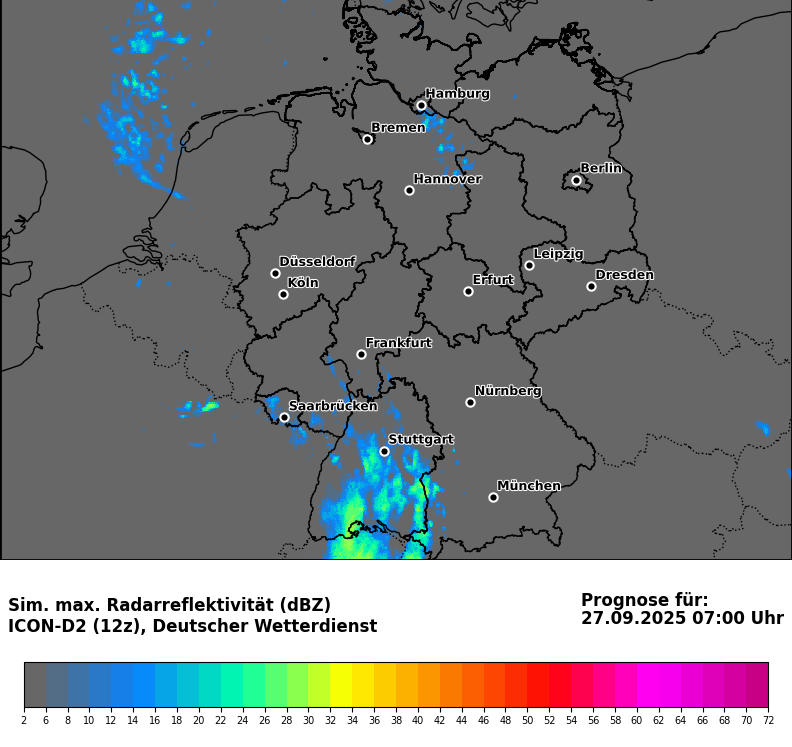 Hamburg
Bremen
Berlin
Hannover
Leipzig
Düsseldorf
Dresden
Köln
Erfurt
Frankfurt
Nürnberg
Saarbrücken
Stuttgart
München
Sim. max. Radarreflektivität (dBZ)
ICON-D2 (12z), Deutscher Wetterdienst
Prognose für:
27.09.2025 07:00 Uhr
2 6 8 10 12 14 16 18 20 22 24 26 28 30 32 34 36 38 40 42 44 46 48 50 52 54 56 58 60 62 64 66 68 70 72